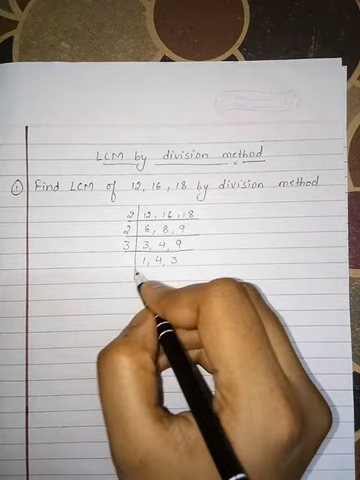 LCM by division method
① Find LCM of 12, 16, 18 by division method
2 12, 16, 18
2 6, 8, 9
3 3, 4, 9
1, 4, 3